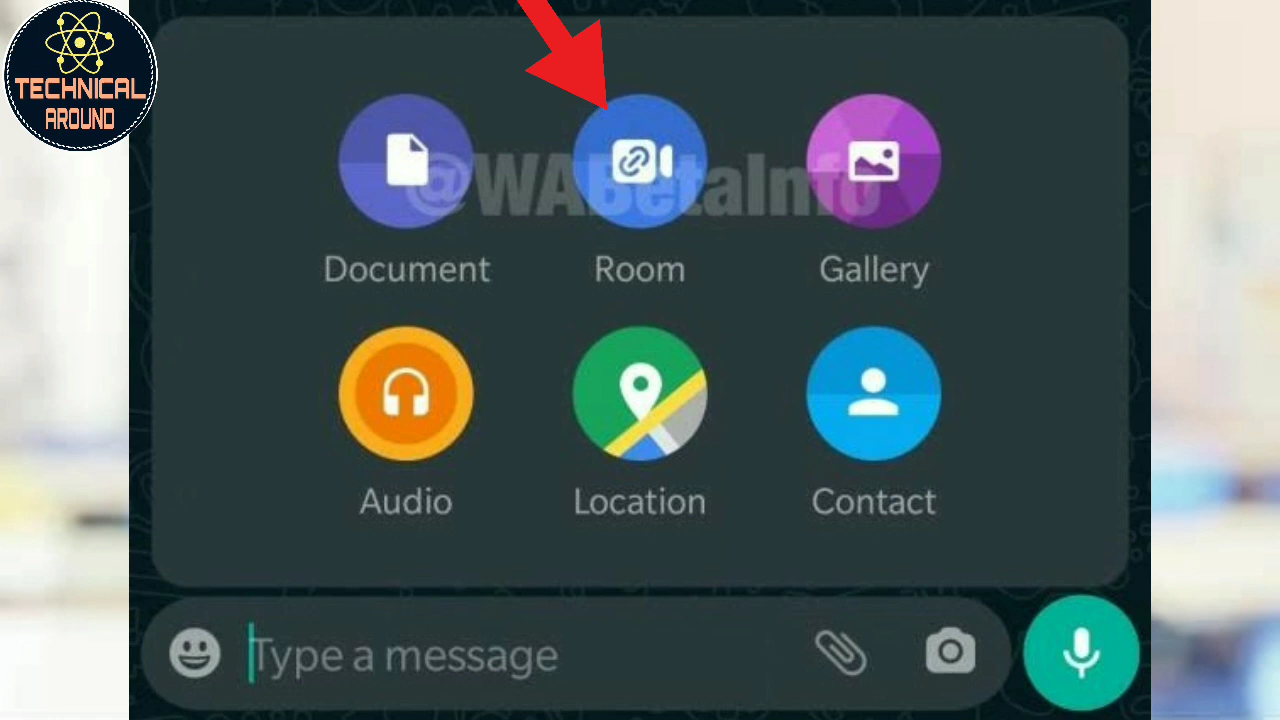 TECHNICAL
AROUND
@WABetaInfo
Document
Room
Gallery
Audio
Location
Contact
Type a message